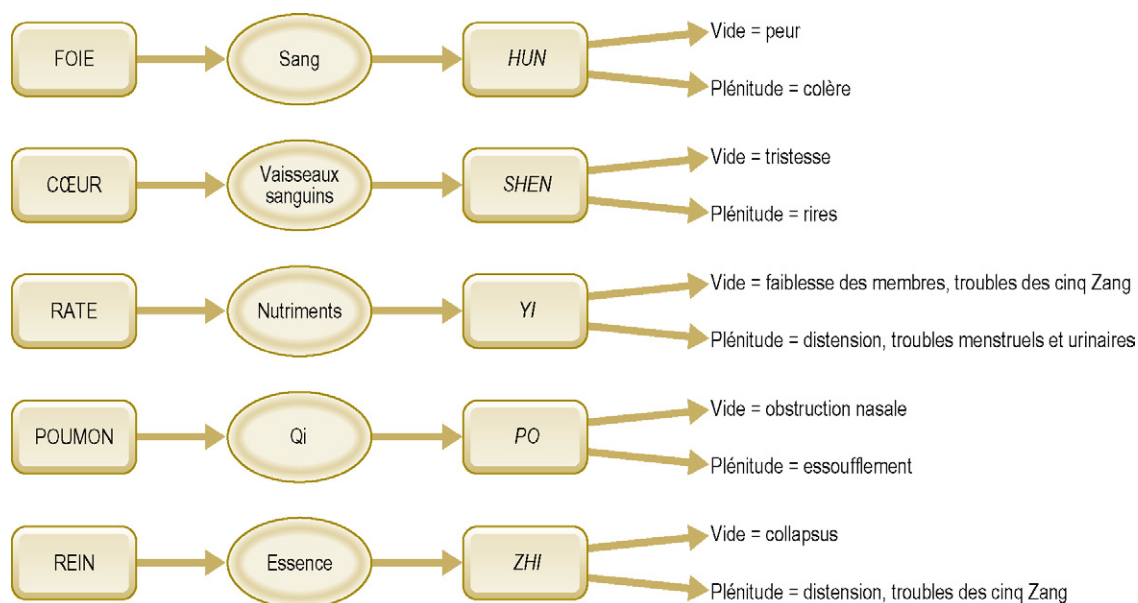 FOIE
Sang
HUN
Vide = peur
Plénitude = colère
CŒUR
Vaisseaux
sanguins
SHEN
Vide = tristesse
Plénitude = rires
RATE
Nutriments
YI
Vide = faiblesse des membres, troubles des cinq Zang
Plénitude = distension, troubles menstruels et urinaires
POUMON
Qi
PO
Vide = obstruction nasale
Plénitude = essoufflement
REIN
Essence
ZHI
Vide = collapsus
Plénitude = distension, troubles des cinq Zang